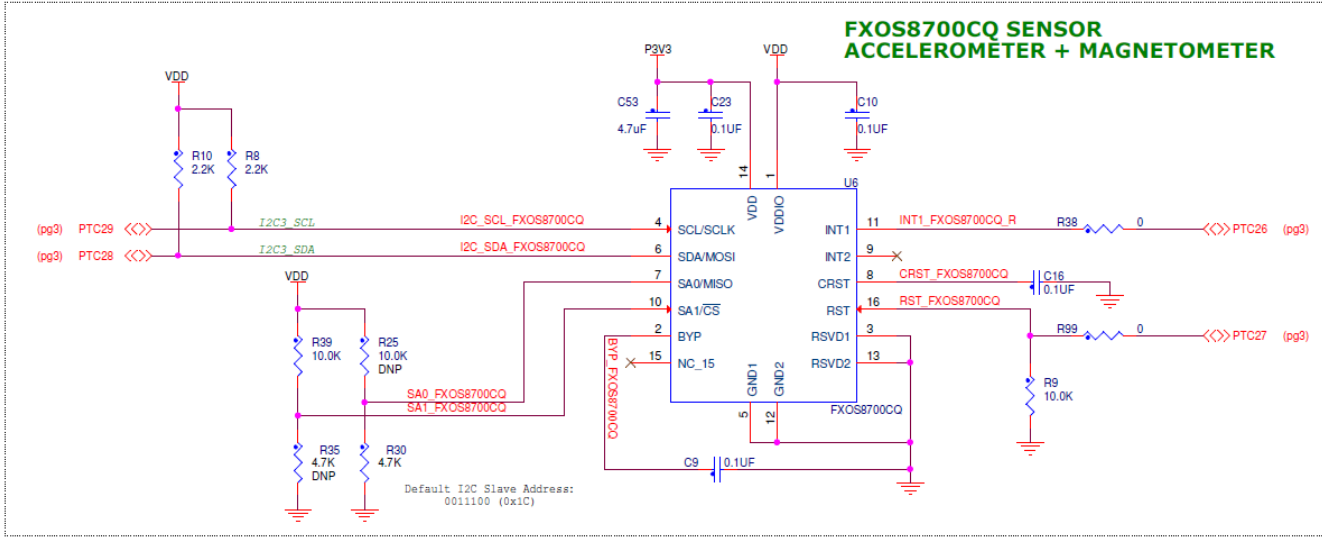 FXOS8700CQ SENSOR
ACCELEROMETER + MAGNETOMETER
P3V3
VDD
VDD
C53
4.7uF
C23
0.1UF
C10
0.1UF
R10
2.2K
R8
2.2K
14
1
U6
VDD
VDDIO
(pg3) PTC29
I2C3_SCL
I2C_SCL_FXOS8700CQ
4
SCL/SCLK
INT1
11
INT1_FXOS8700CQ_R
R38
0
PTC26 (pg3)
(pg3) PTC28
I2C3_SDA
I2C_SDA_FXOS8700CQ
6
SDA/MOSI
INT2
9
VDD
7
SA0/MISO
CRST
8
CRST_FXOS8700CQ
C16
0.1UF
10
SA1/CS
RST
16
RST_FXOS8700CQ
2
BYP
RSVD1
3
R99
0
PTC27 (pg3)
15
NC_15
RSVD2
13
BYP_FXOS8700CQ
R39
10.0K
R25
10.0K
DNP
R9
10.0K
GND1
GND2
5
12
FXOS8700CQ
SA0_FXOS8700CQ
SA1_FXOS8700CQ
R35
4.7K
DNP
R30
4.7K
C9
0.1UF
Default I2C Slave Address:
0011100 (0x1C)